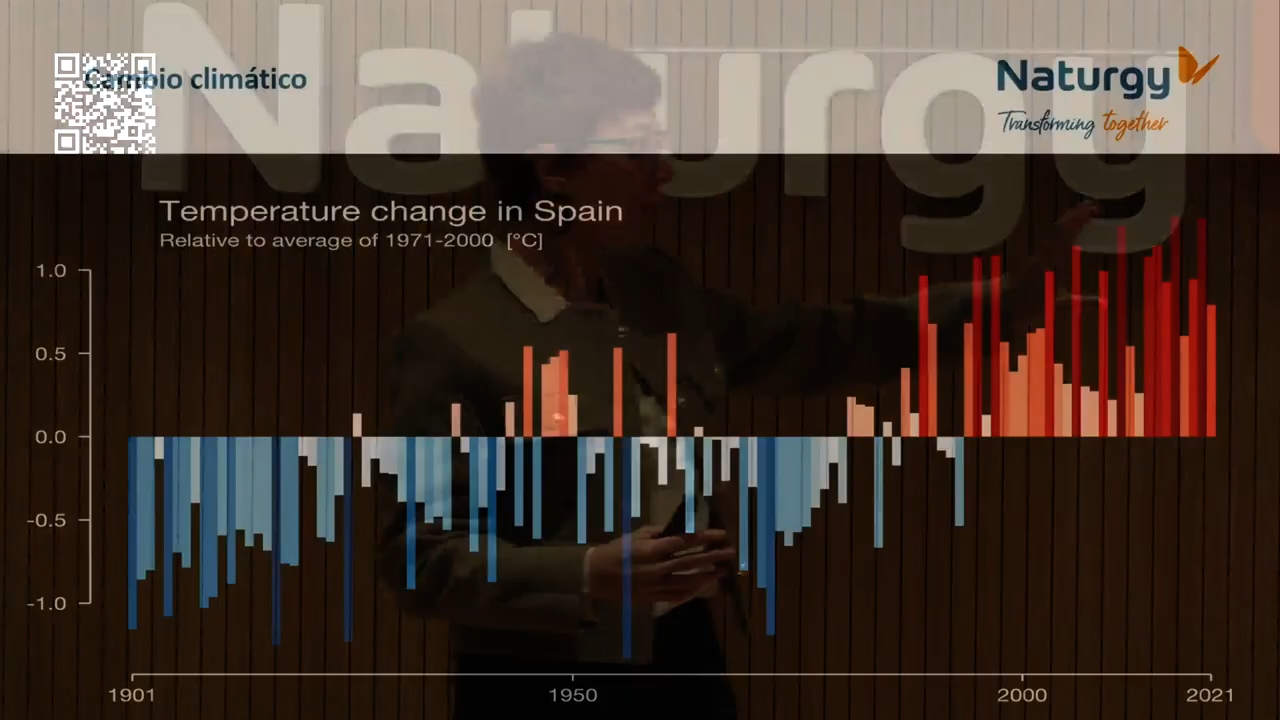 Naturgy
Cambio climático
Naturgy
Transforming together
Temperature change in Spain
Relative to average of 1971-2000 [°C]
1.0
0.5
0.0
-0.5
-1.0
1901
1950
2000
2021